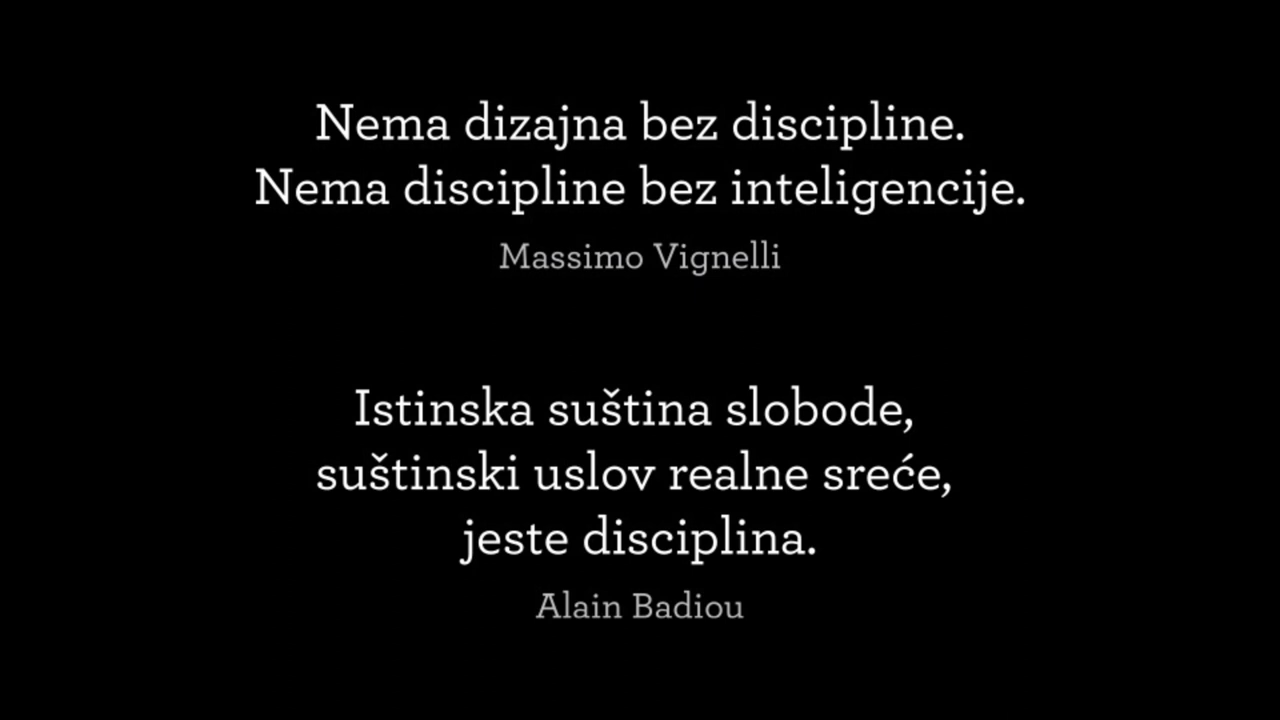 Nema dizajna bez discipline.
Nema discipline bez inteligencije.
Massimo Vignelli
Istinska suština slobode,
suštinski uslov realne sreće,
jeste disciplina.
Alain Badiou